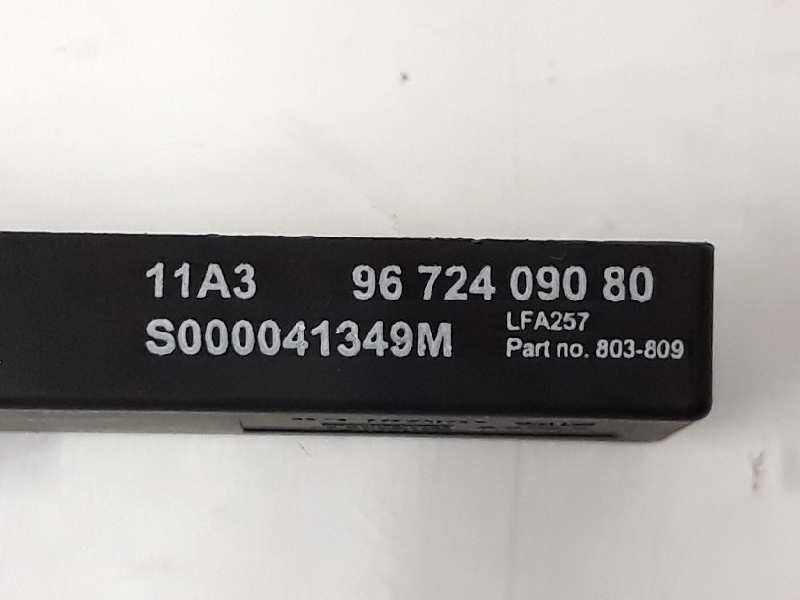 11A3 96 724 090 80
S000041349M LFA257
Part no. 803-809